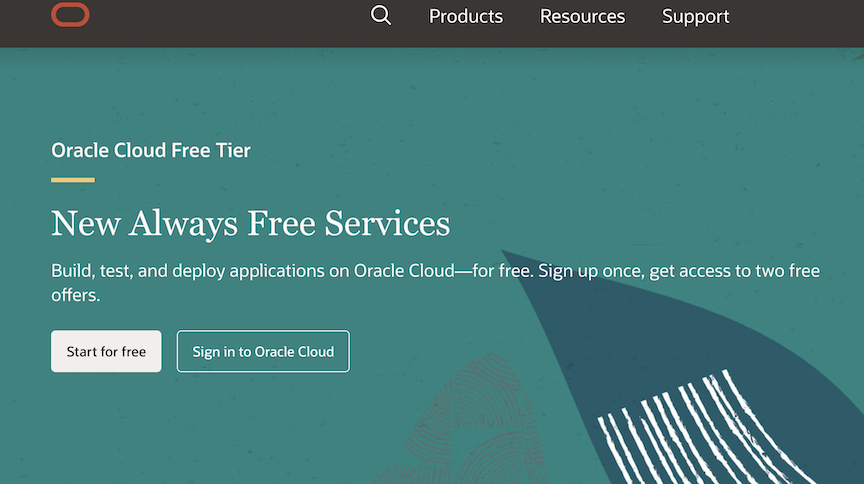 Products
Resources
Support
Oracle Cloud Free Tier
New Always Free Services
Build, test, and deploy applications on Oracle Cloud—for free. Sign up once, get access to two free
offers.
Start for free
Sign in to Oracle Cloud